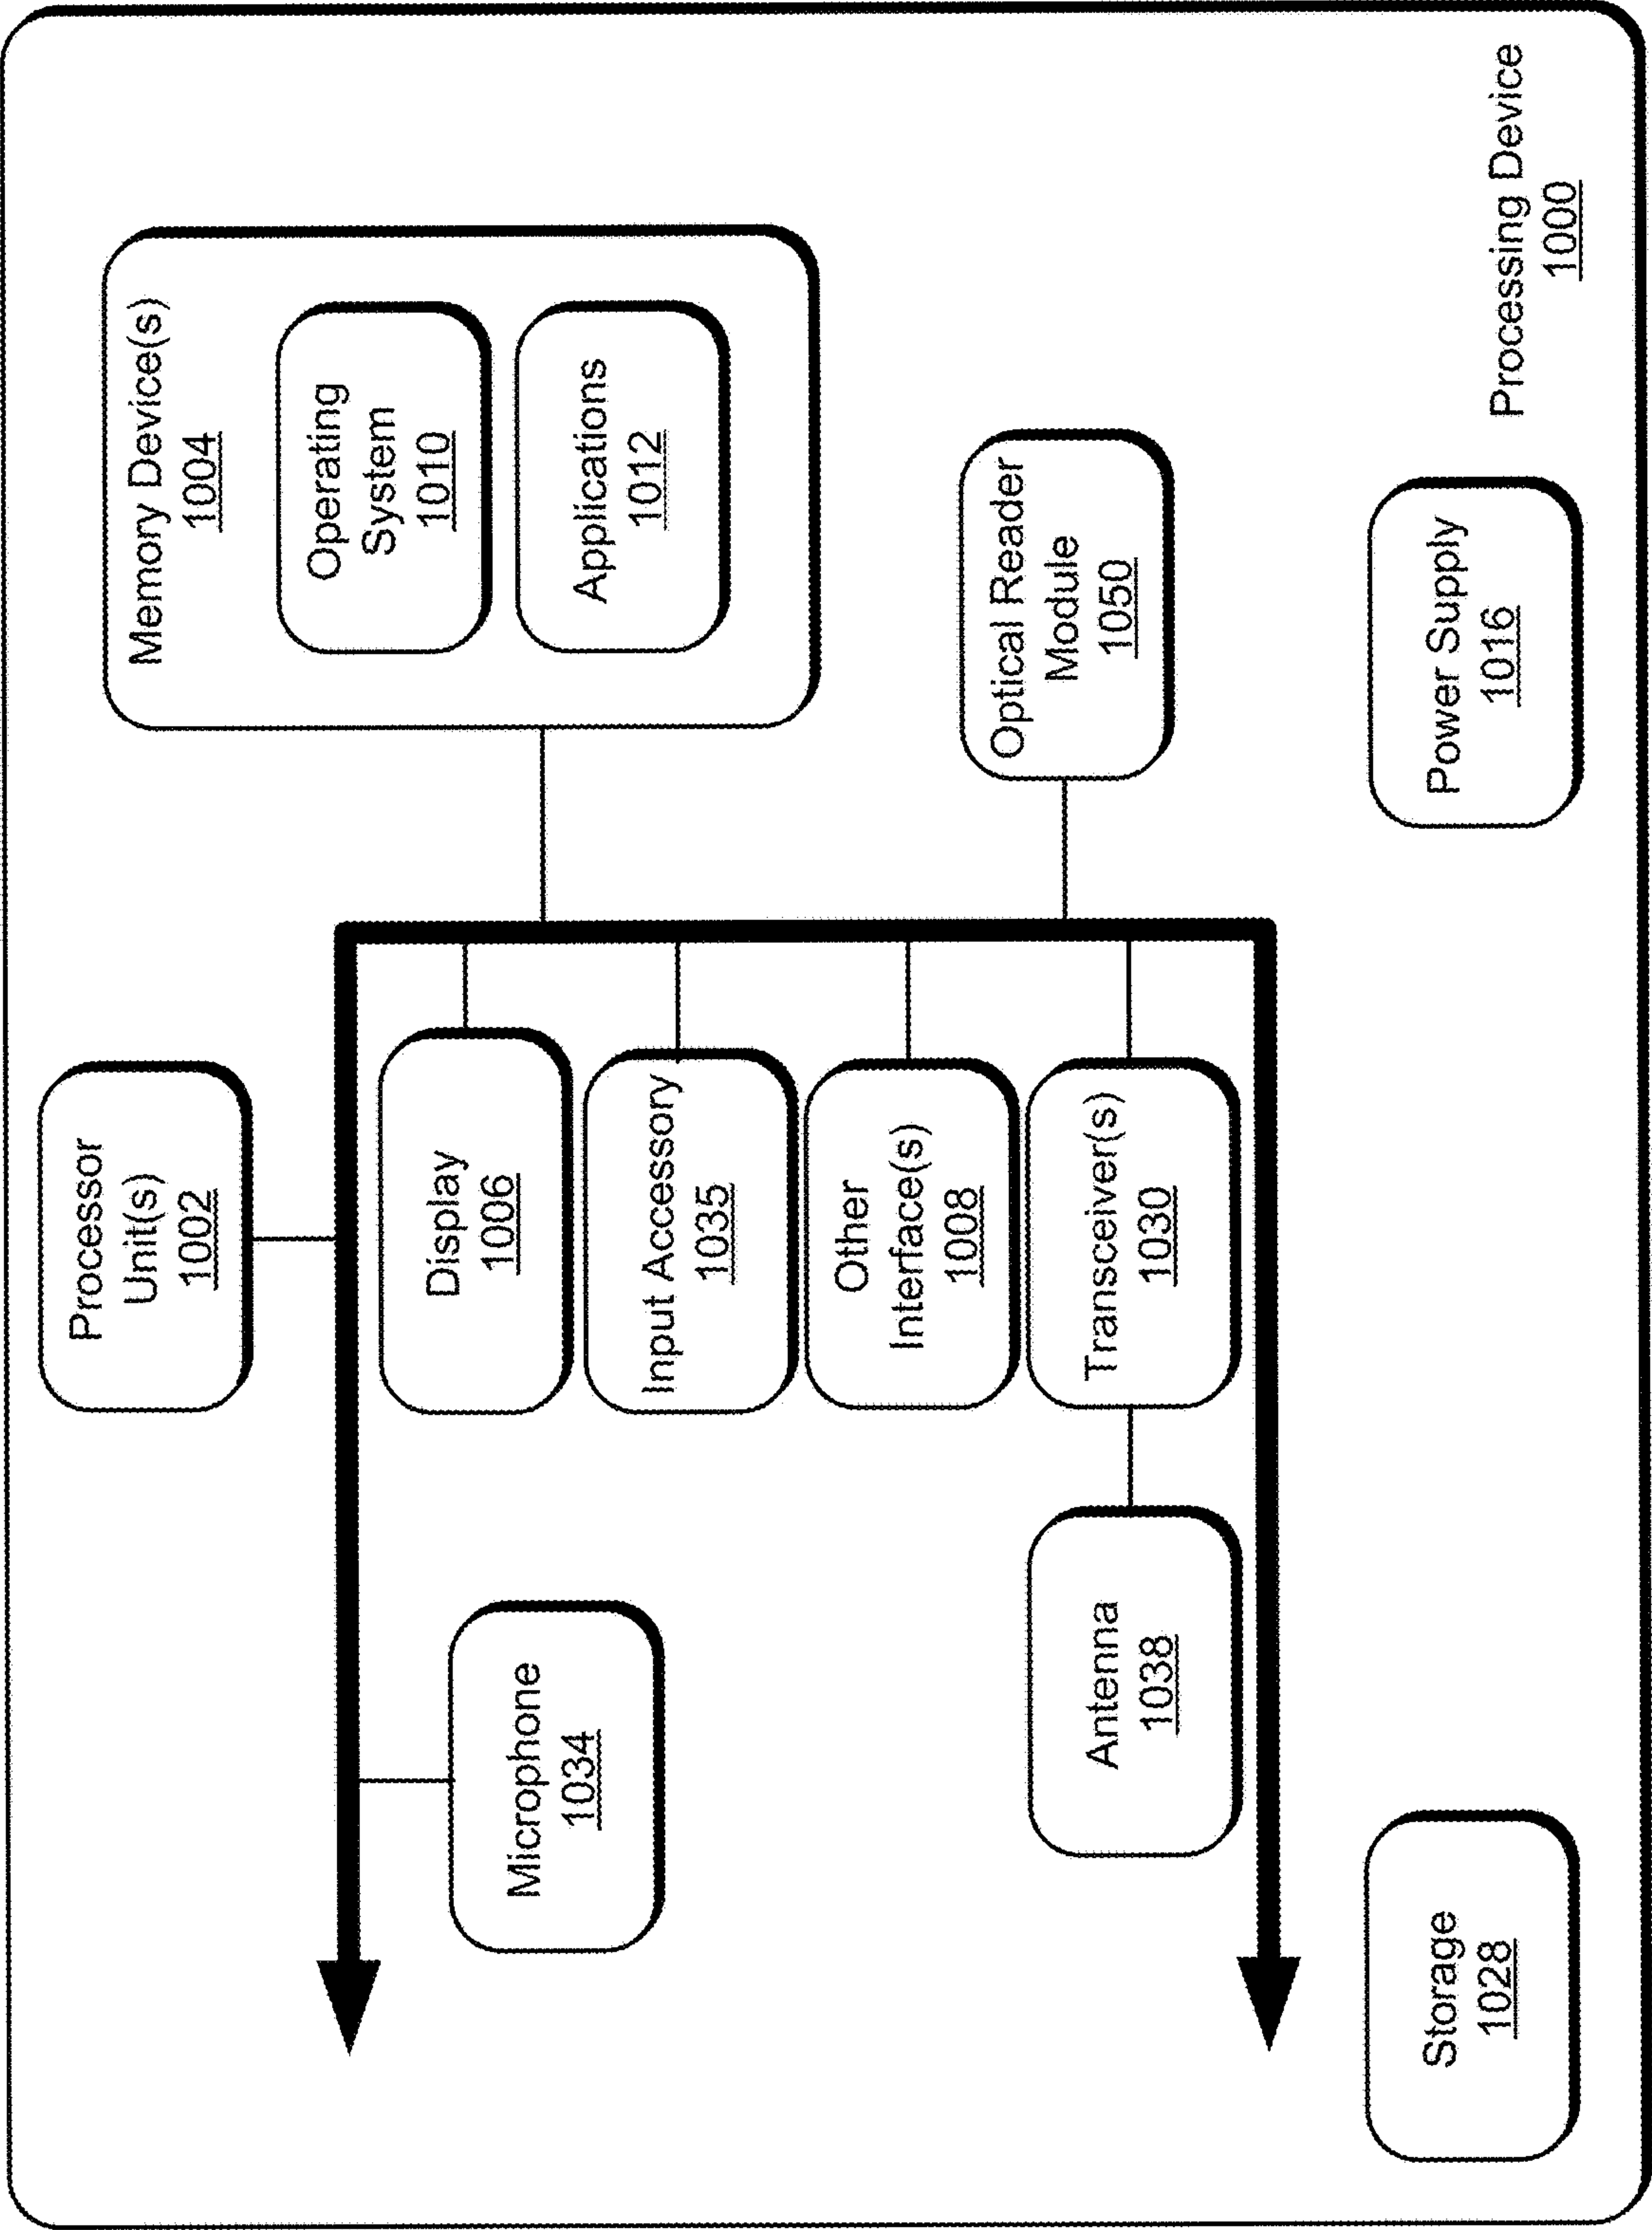 Processor
Unit(s)
1002
Microphone
1034
Display
1006
Input Accessory
1035
Other
Interface(s)
1008
Antenna
1038
Transceiver(s)
1030
Memory Device(s)
1004
Operating
System
1010
Applications
1012
Optical Reader
Module
1050
Storage
1028
Power Supply
1016
Processing Device
1000